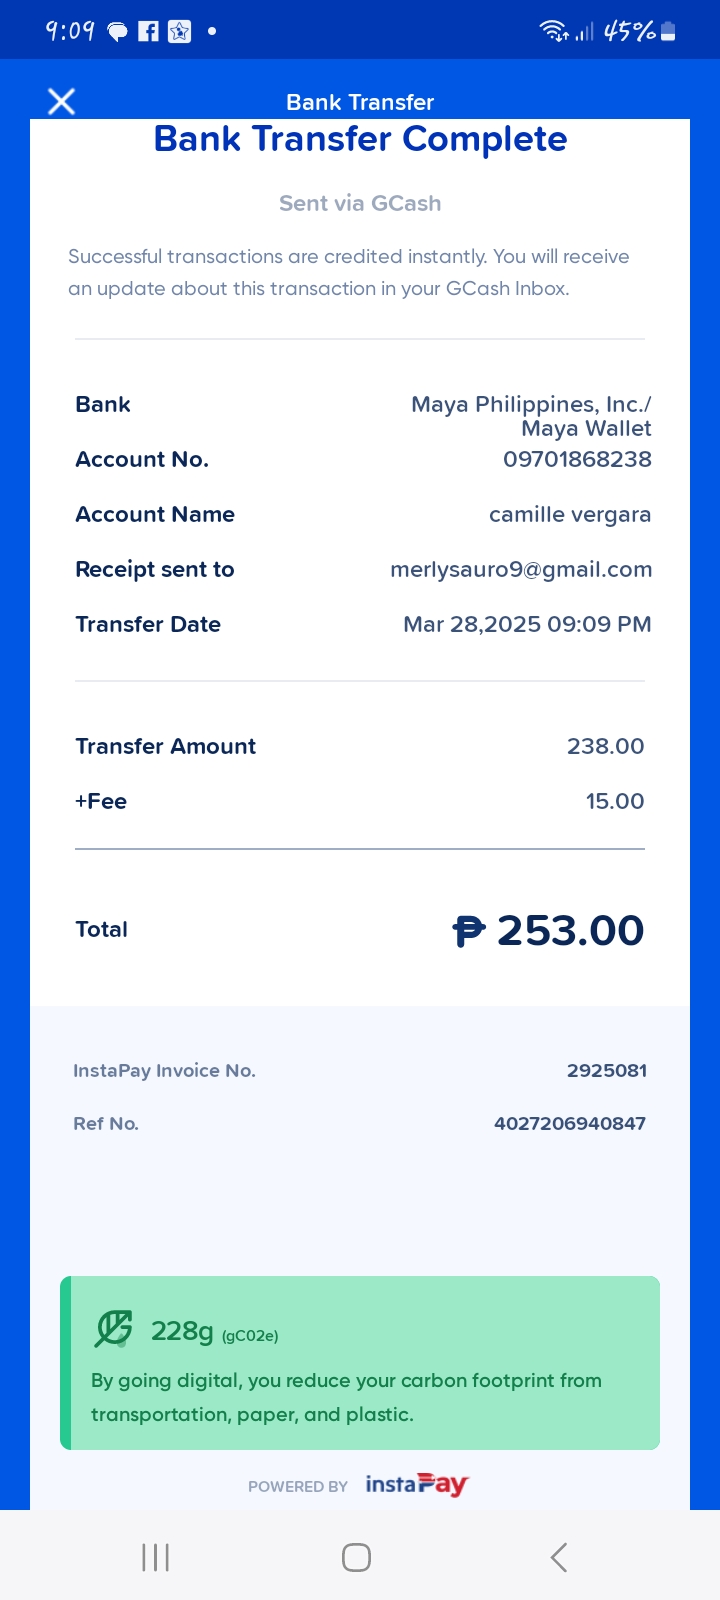 9:09 45%
Bank Transfer
Bank Transfer Complete
Sent via GCash
Successful transactions are credited instantly. You will receive
an update about this transaction in your GCash Inbox.
Bank Maya Philippines, Inc./
Maya Wallet
Account No. 09701868238
Account Name camille vergara
Receipt sent to merlysauro9@gmail.com
Transfer Date Mar 28,2025 09:09 PM
Transfer Amount 238.00
+Fee 15.00
Total ₱ 253.00
InstaPay Invoice No. 2925081
Ref No. 4027206940847
228g (gC02e)
By going digital, you reduce your carbon footprint from
transportation, paper, and plastic.
POWERED BY instaPay